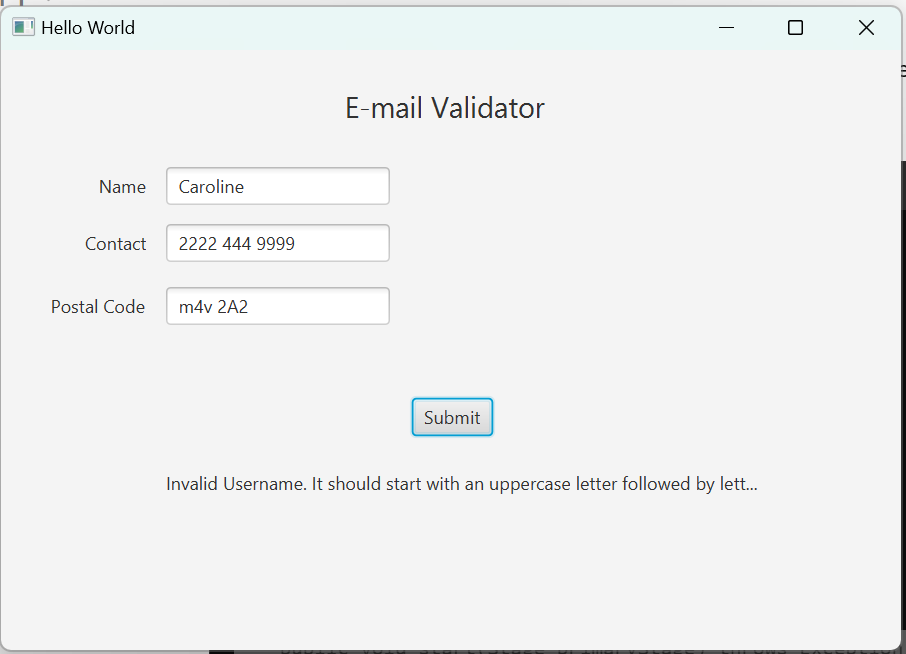 Hello World
E-mail Validator
Name Caroline
Contact 2222 444 9999
Postal Code m4v 2A2
Submit
Invalid Username. It should start with an uppercase letter followed by lett...